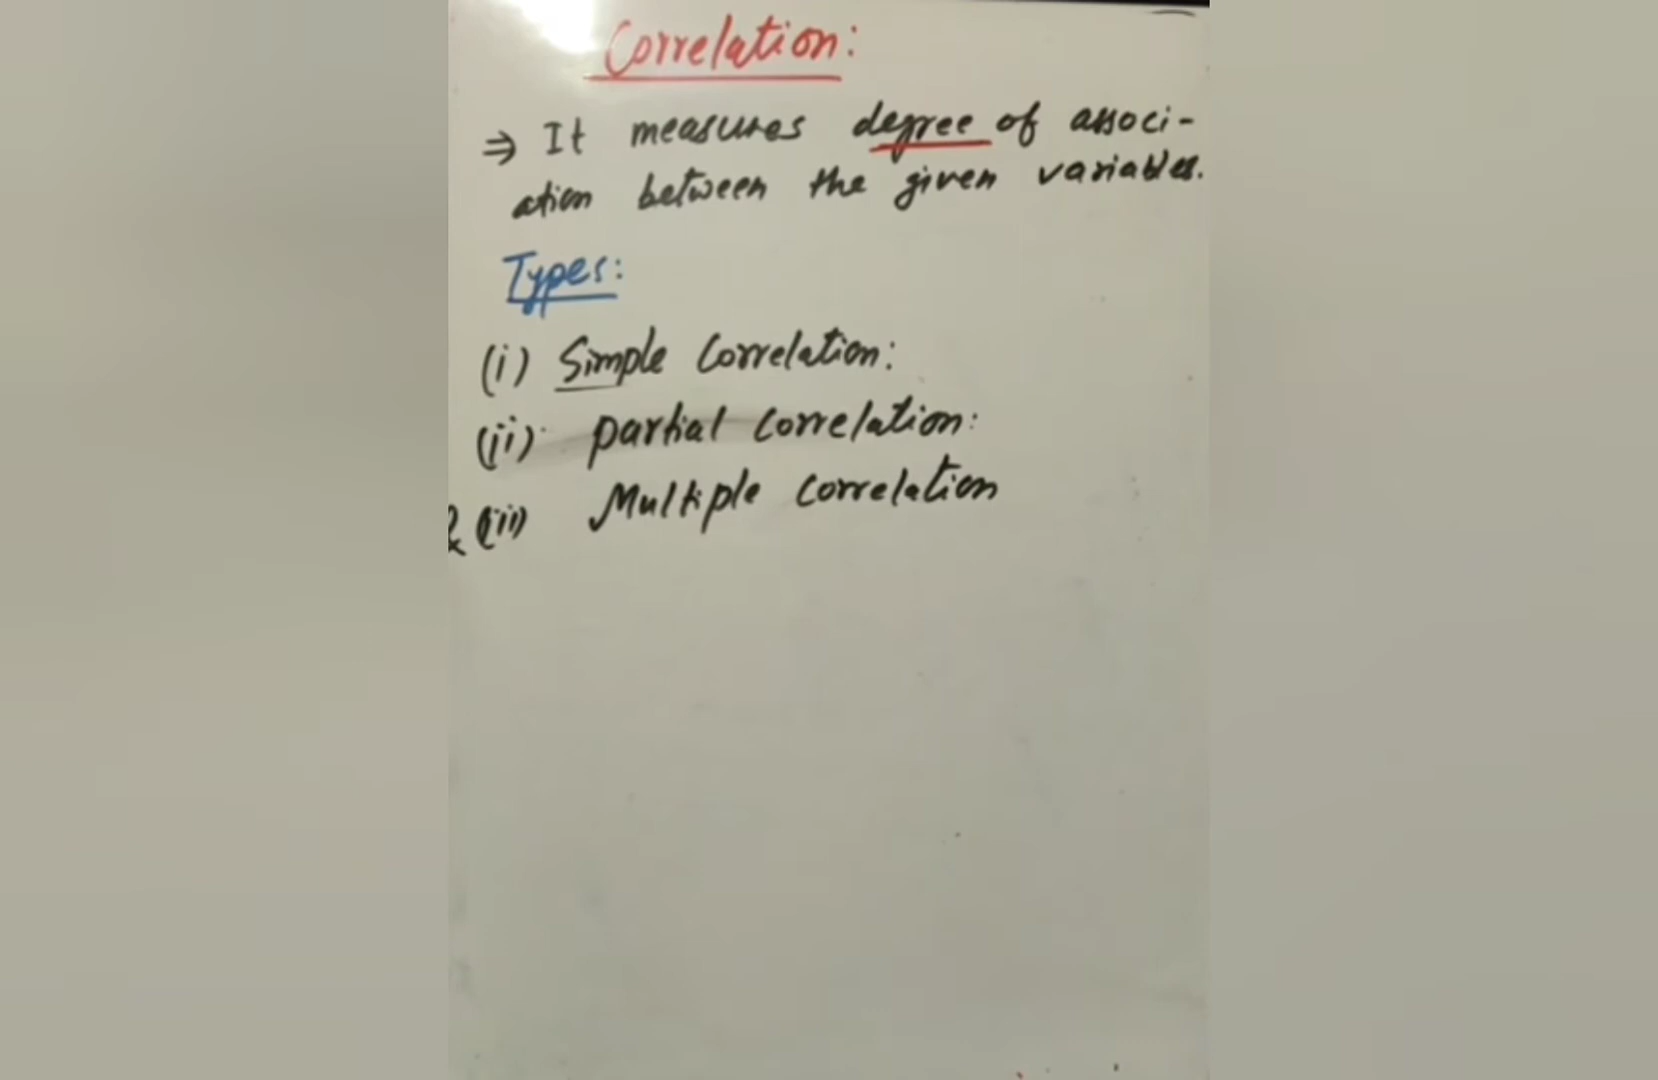 Correlation:
⇒ It measures degree of associ-
ation between the given variables.
Types:
(i) Simple Correlation:
(ii) partial correlation:
& (iii) Multiple correlation